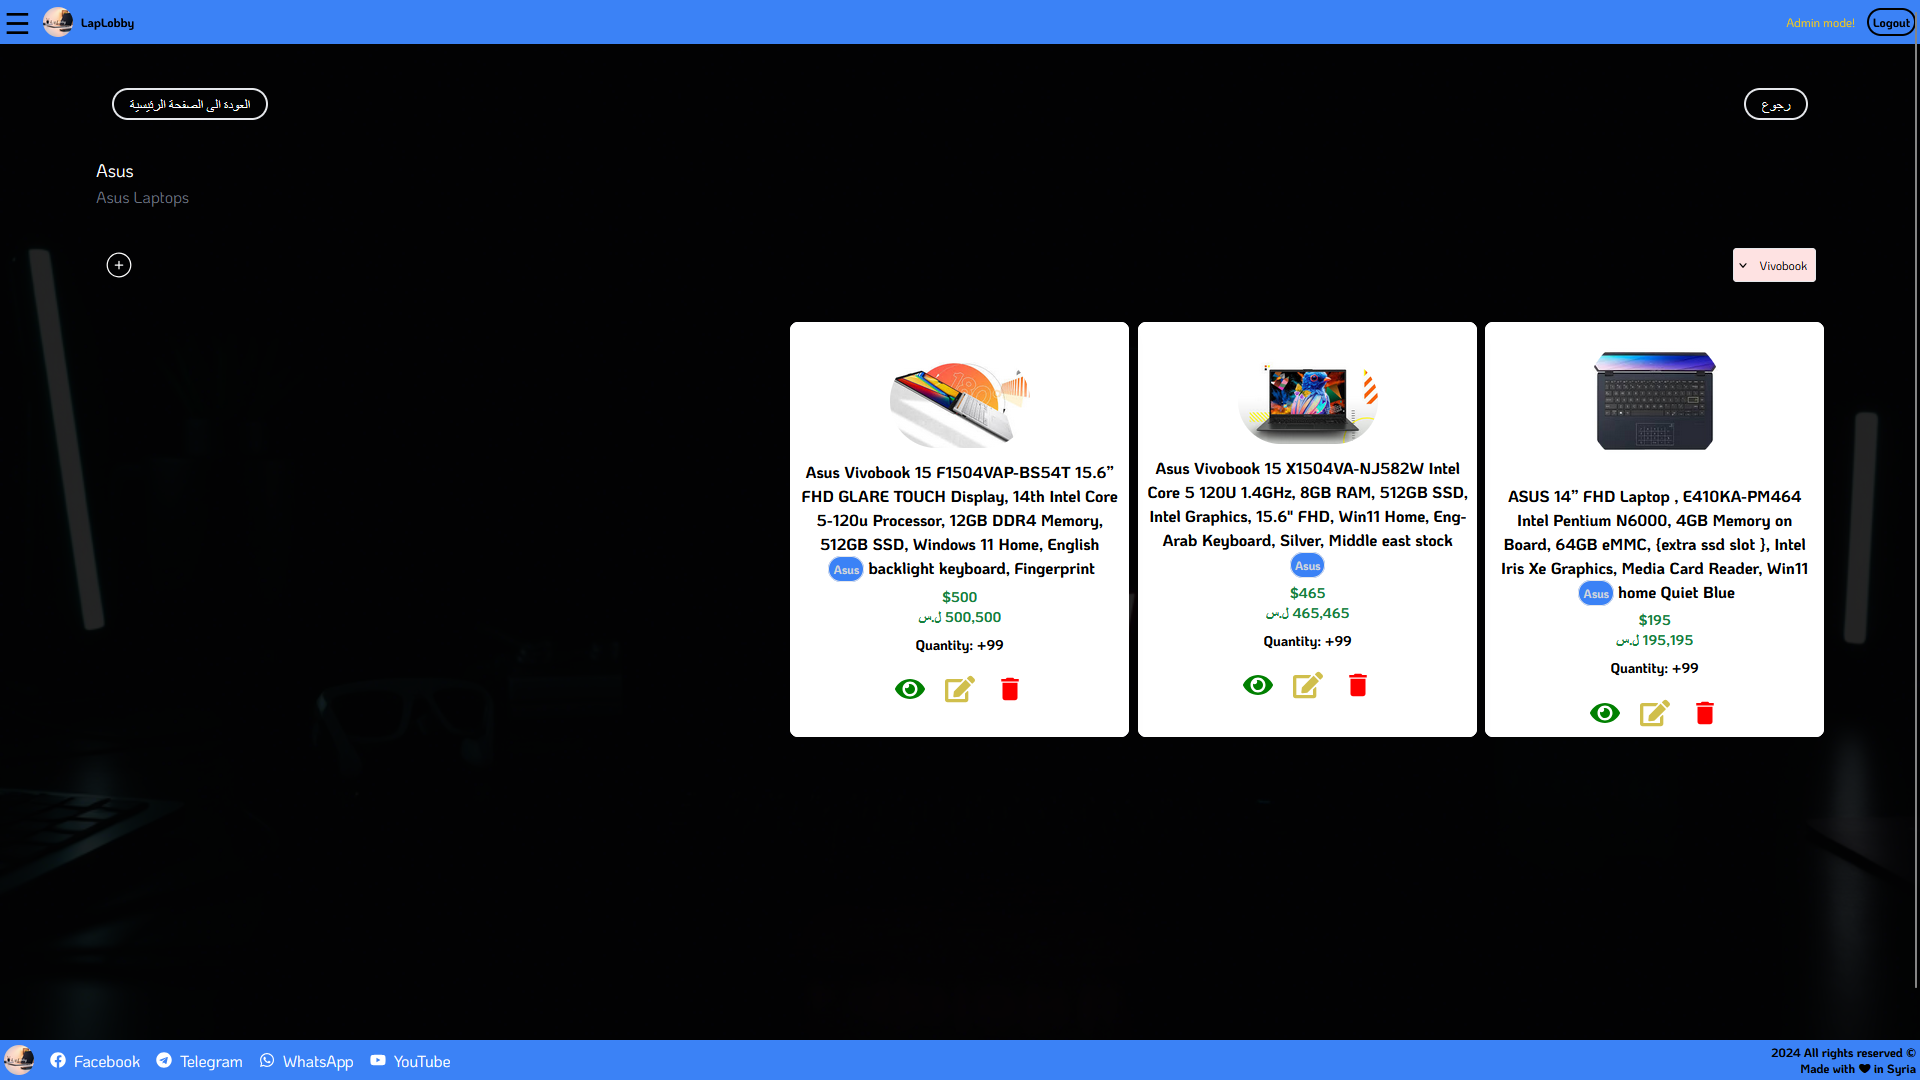 LapLobby
Admin mode!
Logout
العودة الى الصفحة الرئيسية
رجوع
Asus
Asus Laptops
Vivobook
Asus Vivobook 15 F1504VAP-BS54T 15.6”
FHD GLARE TOUCH Display, 14th Intel Core
5-120u Processor, 12GB DDR4 Memory,
512GB SSD, Windows 11 Home, English
Asus backlight keyboard, Fingerprint
$500
500,500 ل.س
Quantity: +99
Asus Vivobook 15 X1504VA-NJ582W Intel
Core 5 120U 1.4GHz, 8GB RAM, 512GB SSD,
Intel Graphics, 15.6" FHD, Win11 Home, Eng-
Arab Keyboard, Silver, Middle east stock
Asus
$465
465,465 ل.س
Quantity: +99
ASUS 14” FHD Laptop , E410KA-PM464
Intel Pentium N6000, 4GB Memory on
Board, 64GB eMMC, {extra ssd slot }, Intel
Iris Xe Graphics, Media Card Reader, Win11
Asus home Quiet Blue
$195
195,195 ل.س
Quantity: +99
Facebook
Telegram
WhatsApp
YouTube
2024 All rights reserved ©
Made with ❤ in Syria